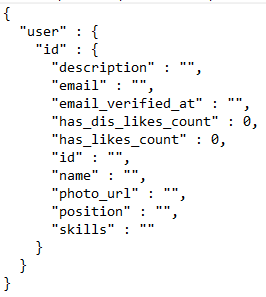 {
  "user" : {
    "id" : {
      "description" : "",
      "email" : "",
      "email_verified_at" : "",
      "has_dis_likes_count" : 0,
      "has_likes_count" : 0,
      "id" : "",
      "name" : "",
      "photo_url" : "",
      "position" : "",
      "skills" : ""
    }
  }
}